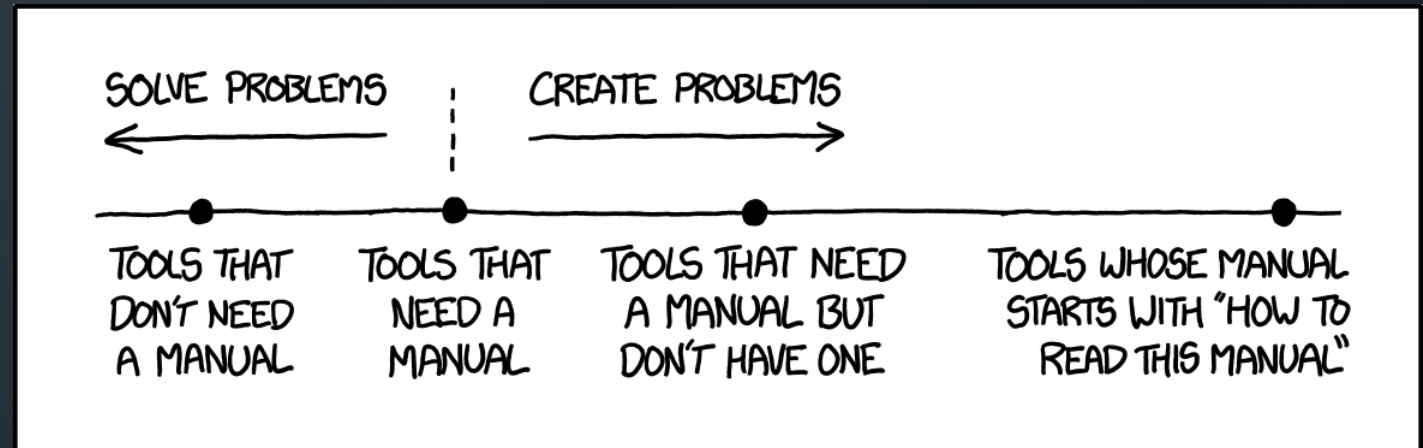 SOLVE PROBLEMS
CREATE PROBLEMS
TOOLS THAT
DON'T NEED
A MANUAL
TOOLS THAT
NEED A
MANUAL
TOOLS THAT NEED
A MANUAL BUT
DON'T HAVE ONE
TOOLS WHOSE MANUAL
STARTS WITH "HOW TO
READ THIS MANUAL"